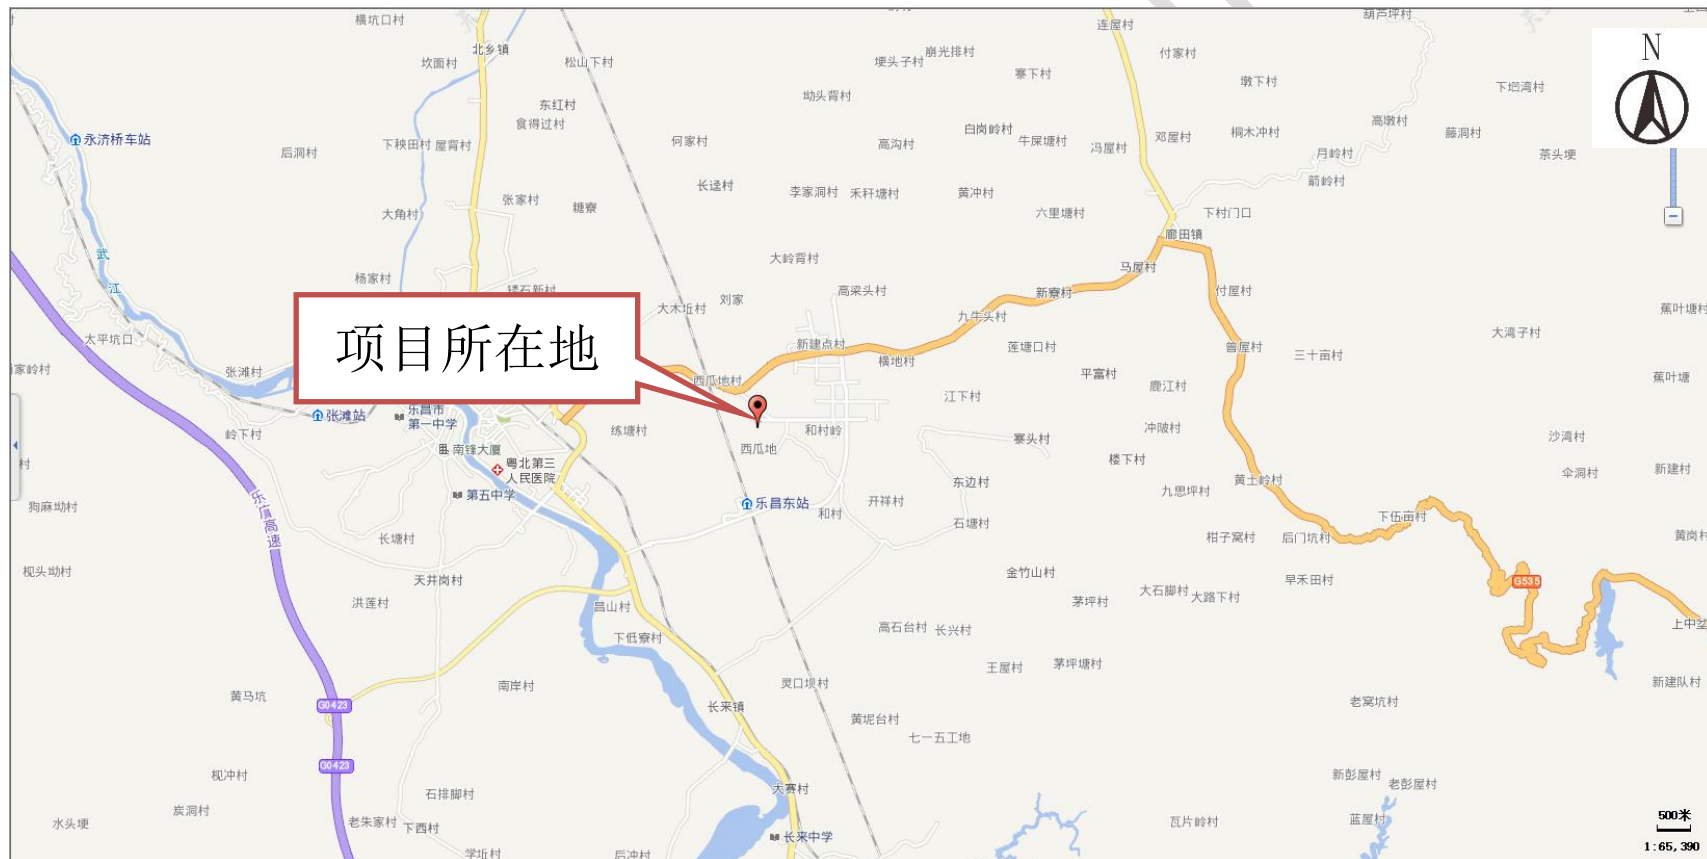 横坑口村
葫芦坪村
连屋村
北乡镇
崩光排村
付家村
坎面村
松山下村
埂头子村
寨下村
墩下村
N
下垇湾村
坳头背村
东红村
食得过村
白岗岭村
高墩村
永济桥车站
下秧田村
屋背村
何家村
高沟村
牛屎塘村
冯屋村
邓屋村
桐木冲村
藤洞村
后洞村
月岭村
茶头埂
长迳村
李家洞村
禾秆塘村
黄冲村
箭岭村
张家村
糖寮
大角村
六里塘村
下村门口
廊田镇
武
大岭背村
马屋村
杨家村
江
高梁头村
新寮村
付屋村
刘家
大木坵村
九牛头村
蕉叶塘村
太平坑口
项目所在地
新建点村
莲塘口村
曾屋村
大湾子村
横地村
三十亩村
张滩村
西瓜地村
平富村
鹿江村
蕉叶塘
江下村
张滩站
乐昌市
第一中学
岭下村
练塘村
和村岭
冲陂村
寨头村
沙湾村
南锋大厦
西瓜地
楼下村
粤北第三
人民医院
伞洞村
新建村
东边村
黄土岭村
第五中学
九思坪村
狗麻坳村
乐广高速
乐昌东站
开祥村
和村
石塘村
下伍亩村
长塘村
柑子窝村
后门坑村
黄岗村
枧头坳村
天井岗村
金竹山村
早禾田村
G535
洪莲村
昌山村
茅坪村
大石脚村
大路下村
下低寮村
高石台村
长兴村
上中坌
王屋村
茅坪塘村
南岸村
灵口坝村
新建队村
黄马坑
G0423
长来镇
老窝坑村
黄坭台村
七一五工地
G0423
枧冲村
新彭屋村
老彭屋村
石排脚村
大赛村
炭洞村
水头埂
老朱家村
下西村
瓦片岭村
蓝屋村
500米
长来中学
1:65,390
学坵村
后冲村